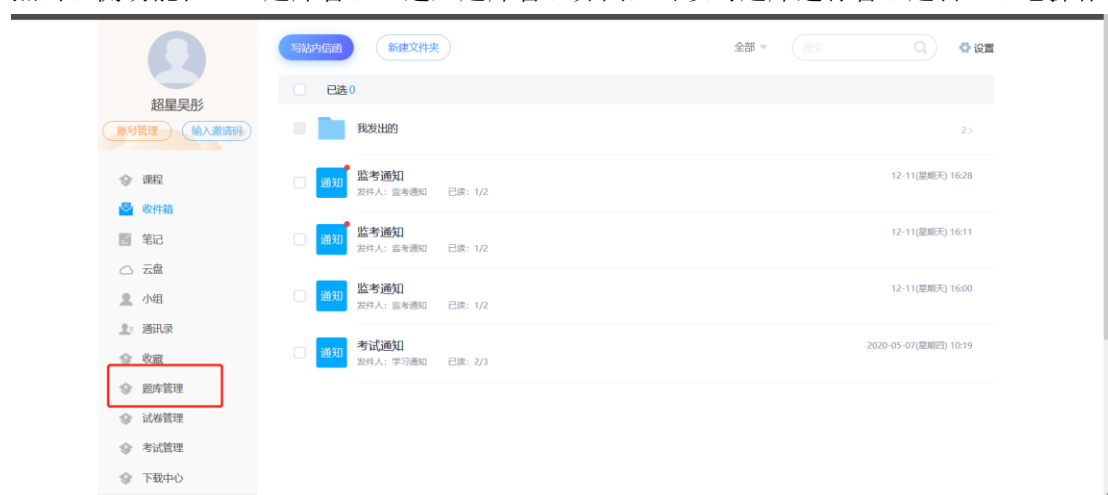 写站内信函 新建文件夹 全部 搜索 设置
已选 0
超星吴彤
账号管理 输入邀请码
我发出的 2
课程
收件箱
笔记
云盘
小组
通讯录
收藏
题库管理
试卷管理
考试管理
下载中心
通知 监考通知 12-11(星期天) 16:28
发件人: 监考通知 已读: 1/2
通知 监考通知 12-11(星期天) 16:11
发件人: 监考通知 已读: 1/2
通知 监考通知 12-11(星期天) 16:00
发件人: 监考通知 已读: 1/2
通知 考试通知 2020-05-07(星期四) 10:19
发件人: 学习通知 已读: 2/3